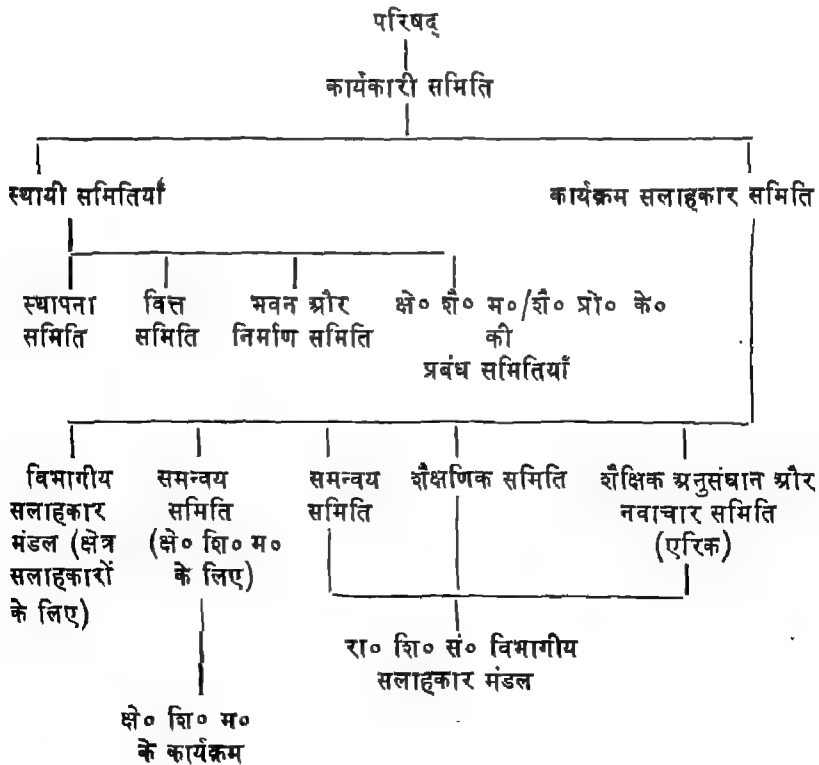 परिषद्
कार्यकारी समिति
स्थायी समितियाँ
कार्यक्रम सलाहकार समिति
स्थापना
समिति
वित्त
समिति
भवन और
निर्माण समिति
क्षे० शै० म०/शै० प्रो० के०
की
प्रबंध समितियाँ
विभागीय
सलाहकार
मंडल (क्षेत्र
सलाहकारों
के लिए)
समन्वय
समिति
(क्षे० शि० म०
के लिए)
समन्वय
समिति
शैक्षणिक समिति
शैक्षिक अनुसंधान और
नवाचार समिति
(एरिक)
रा० शि० सं० विभागीय
सलाहकार मंडल
क्षे० शि० म०
के कार्यक्रम